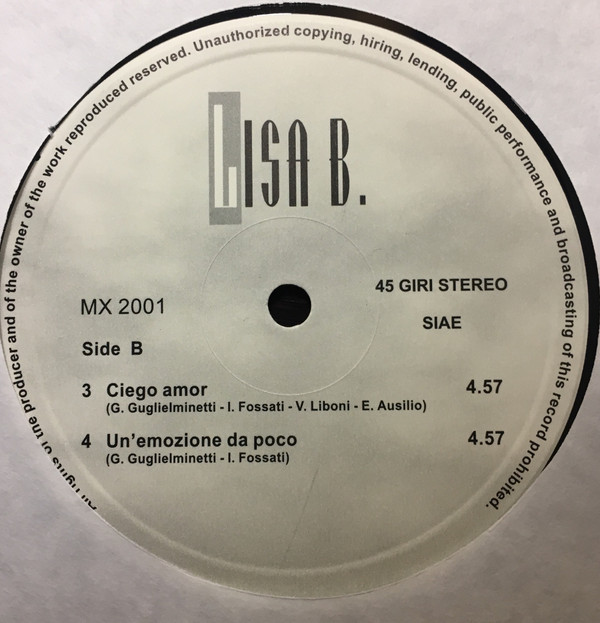 All rights of the producer and of the owner of the work reproduced reserved. Unauthorized copying, hiring, lending, public performance and broadcasting of this record prohibited.
LISA B.
45 GIRI STEREO
MX 2001
SIAE
Side B
3 Ciego amor 4.57
(G. Guglielminetti - I. Fossati - V. Liboni - E. Ausilio)
4 Un'emozione da poco 4.57
(G. Guglielminetti - I. Fossati)